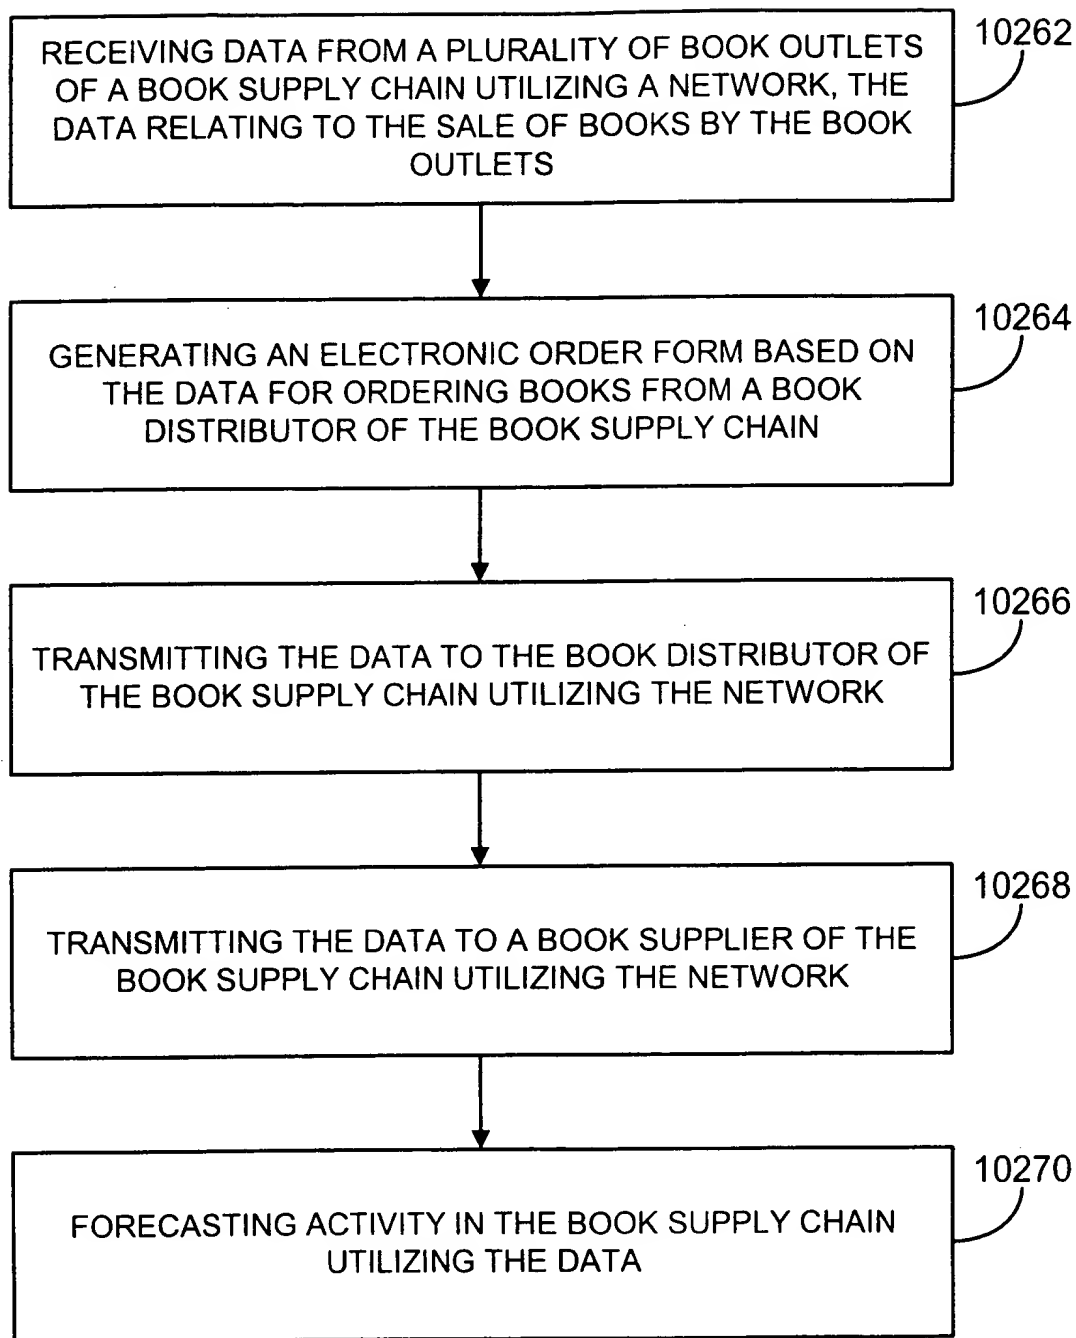 RECEIVING DATA FROM A PLURALITY OF BOOK OUTLETS
OF A BOOK SUPPLY CHAIN UTILIZING A NETWORK, THE
DATA RELATING TO THE SALE OF BOOKS BY THE BOOK
OUTLETS
10262
GENERATING AN ELECTRONIC ORDER FORM BASED ON
THE DATA FOR ORDERING BOOKS FROM A BOOK
DISTRIBUTOR OF THE BOOK SUPPLY CHAIN
10264
TRANSMITTING THE DATA TO THE BOOK DISTRIBUTOR OF
THE BOOK SUPPLY CHAIN UTILIZING THE NETWORK
10266
TRANSMITTING THE DATA TO A BOOK SUPPLIER OF THE
BOOK SUPPLY CHAIN UTILIZING THE NETWORK
10268
FORECASTING ACTIVITY IN THE BOOK SUPPLY CHAIN
UTILIZING THE DATA
10270